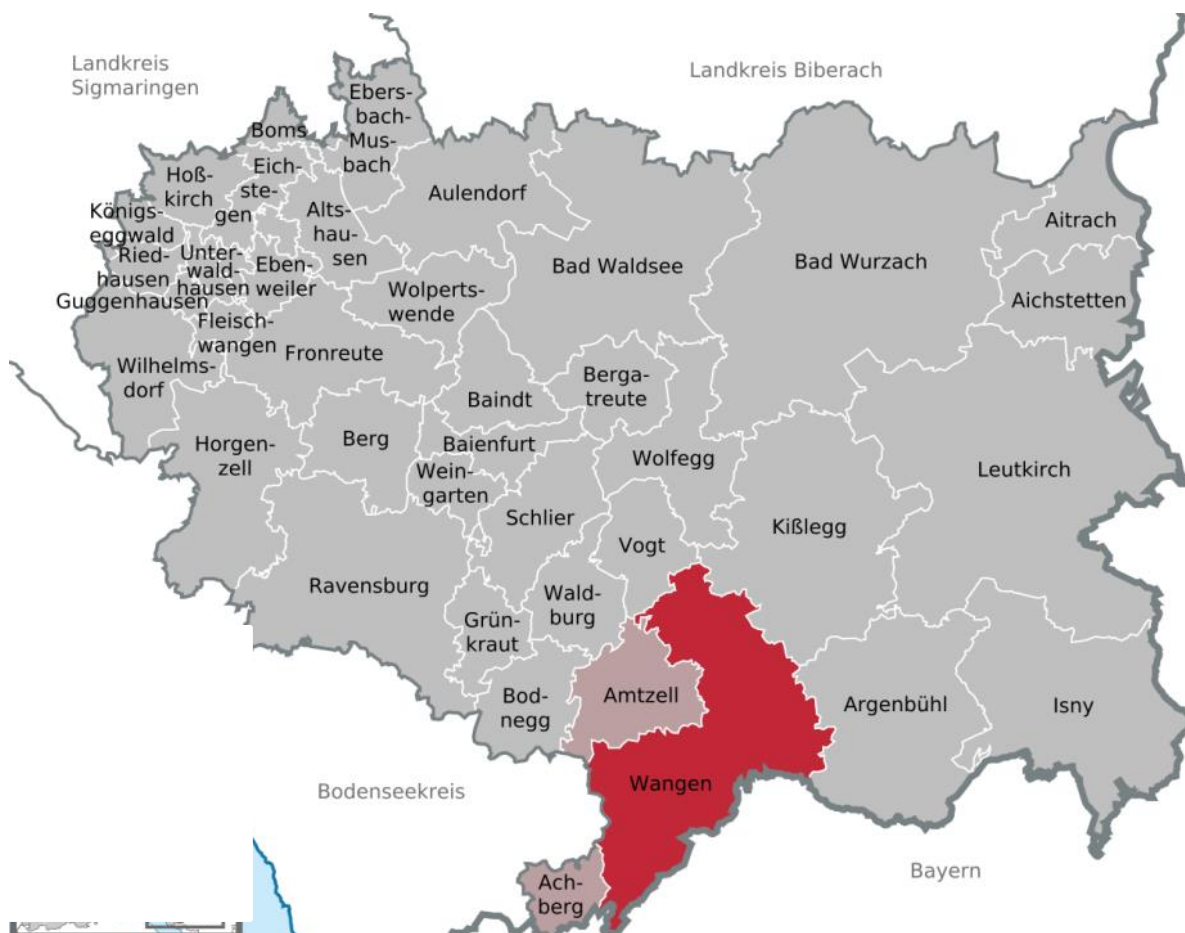 Landkreis
Sigmaringen
Landkreis Biberach
Ebers-
bach-
Mus-
bach
Boms
Eich-
ste-
gen
Hoß-
kirch
Aulendorf
Alts-
hau-
sen
Königs-
eggwald
Aitrach
Ried-
hausen
Unter-
wald-
hausen
Eben-
weiler
Bad Waldsee
Bad Wurzach
Wolperts-
wende
Guggenhausen
Aichstetten
Fleisch-
wangen
Fronreute
Wilhelms-
dorf
Berga-
treute
Baindt
Horgen-
zell
Berg
Baienfurt
Wein-
garten
Wolfegg
Leutkirch
Schlier
Kißlegg
Vogt
Ravensburg
Wald-
burg
Grün-
kraut
Bod-
negg
Amtzell
Argenbühl
Isny
Wangen
Bodenseekreis
Bayern
Ach-
berg